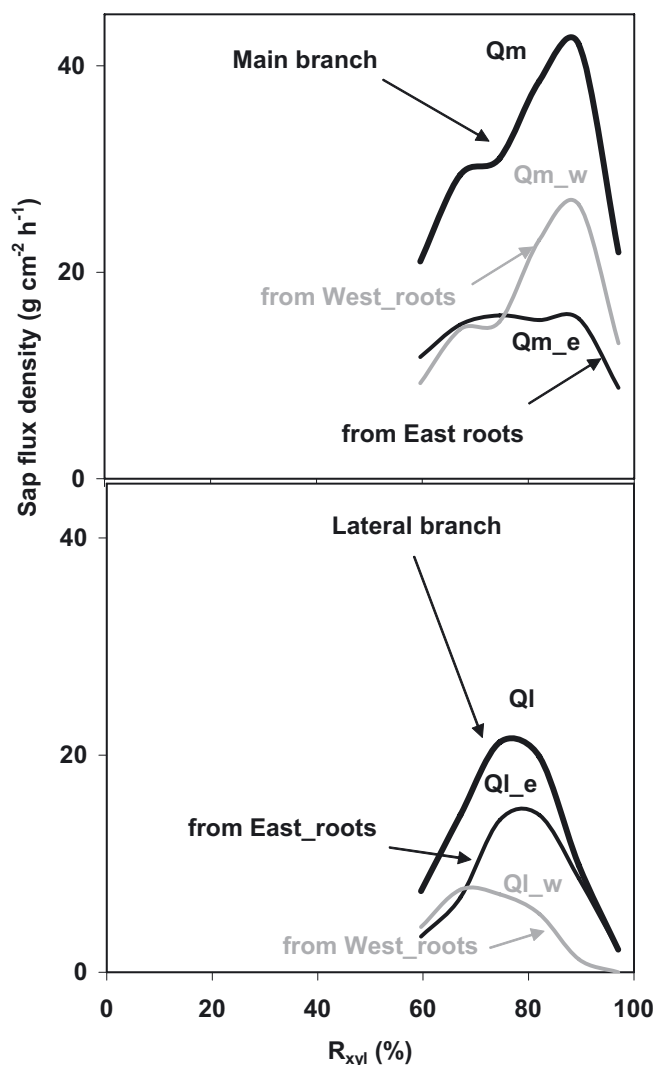 40
20
0
Main branch
Qm
Qm_w
from West_roots
Qm_e
from East roots
Sap flux density (g cm-2 h-1)
40
20
0
Lateral branch
Ql
Ql_e
from East_roots
Ql_w
from West_roots
0 20 40 60 80 100
Rxyl (%)